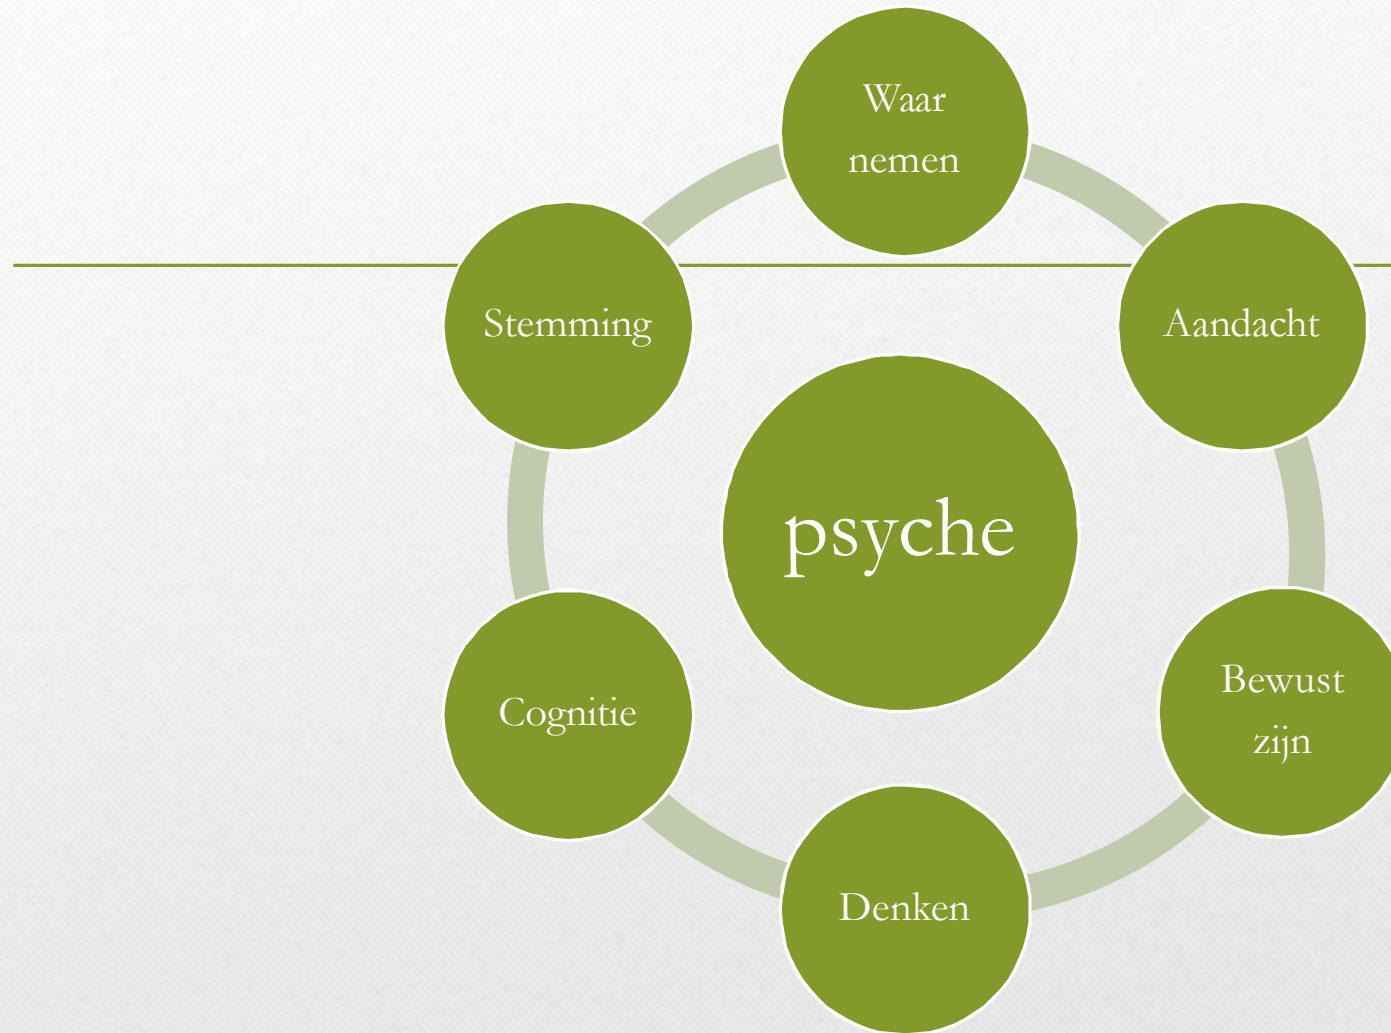 Waar
nemen
Stemming
Aandacht
psyche
Bewust
zijn
Cognitie
Denken